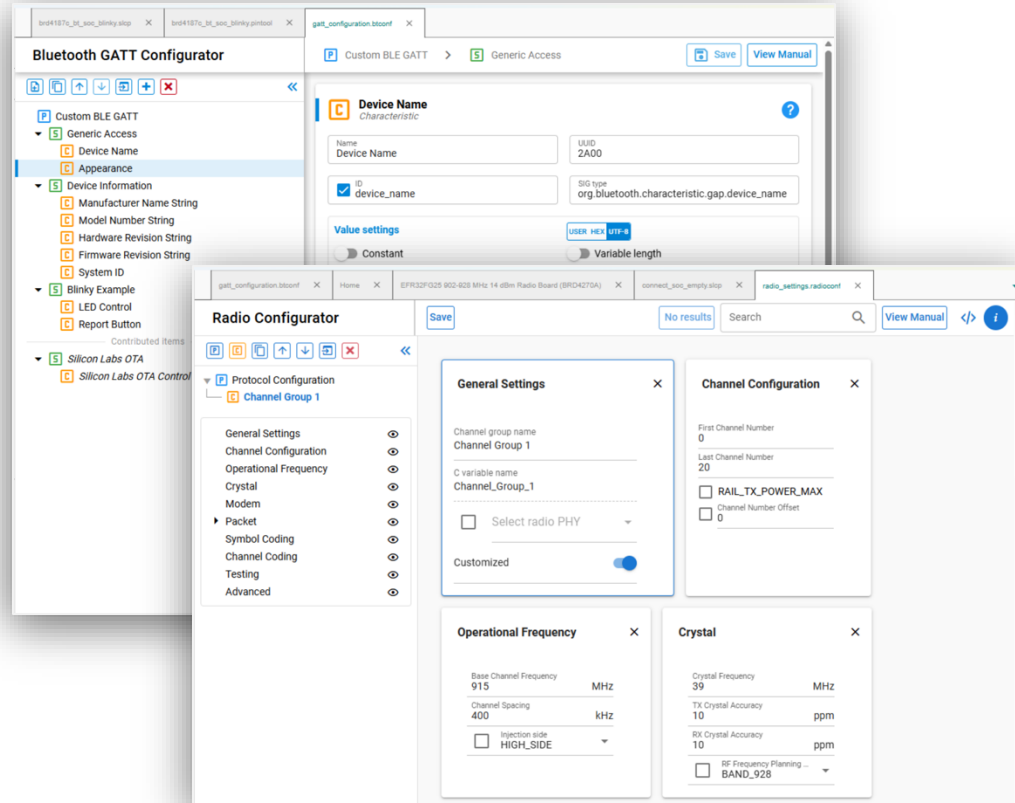 brd4187c_bt_soc_blinky.slcp
brd4187c_bt_soc_blinky.pintool
gatt_configuration.btconf
Bluetooth GATT Configurator
P Custom BLE GATT > S Generic Access
Save
View Manual
P Custom BLE GATT
S Generic Access
C Device Name
C Appearance
S Device Information
C Manufacturer Name String
C Model Number String
C Hardware Revision String
C Firmware Revision String
C System ID
S Blinky Example
C LED Control
C Report Button
Contributed items
S Silicon Labs OTA
C Silicon Labs OTA Control
C Device Name
Characteristic
?
Name
Device Name
UUID
2A00
ID
device_name
SIG type
org.bluetooth.characteristic.gap.device_name
Value settings
USER HEX UTF-8
Constant
Variable length
gatt_configuration.btconf
Home
EFR32FG25 902-928 MHz 14 dBm Radio Board (BRD4270A)
connect_soc_empty.slcp
radio_settings.radioconf
Radio Configurator
Save
No results
Search
View Manual
</>
i
P C
P Protocol Configuration
C Channel Group 1
General Settings
Channel Configuration
Operational Frequency
Crystal
Modem
Packet
Symbol Coding
Channel Coding
Testing
Advanced
General Settings
Channel group name
Channel Group 1
C variable name
Channel_Group_1
Select radio PHY
Customized
Channel Configuration
First Channel Number
0
Last Channel Number
20
RAIL_TX_POWER_MAX
Channel Number Offset
0
Operational Frequency
Base Channel Frequency
915 MHz
Channel Spacing
400 kHz
Injection side
HIGH_SIDE
Crystal
Crystal Frequency
39 MHz
TX Crystal Accuracy
10 ppm
RX Crystal Accuracy
10 ppm
RF Frequency Planning ...
BAND_928